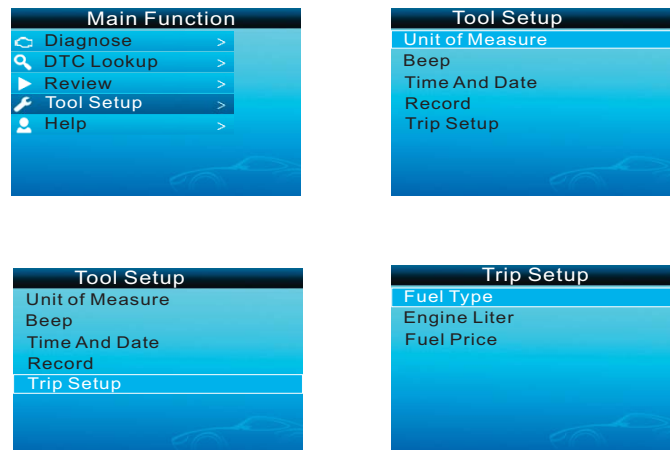 Main Function
Diagnose >
DTC Lookup >
Review >
Tool Setup >
Help >
Tool Setup
Unit of Measure
Beep
Time And Date
Record
Trip Setup
Tool Setup
Unit of Measure
Beep
Time And Date
Record
Trip Setup
Trip Setup
Fuel Type
Engine Liter
Fuel Price